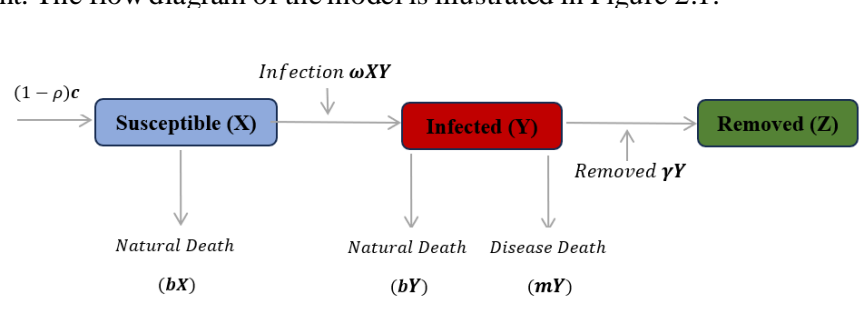 nt. The flow diagram of the model is illustrated in Figure 2.1.
Infection ωXY
(1 − ρ)c
Susceptible (X)
Infected (Y)
Removed (Z)
Removed γY
Natural Death
Natural Death
Disease Death
(bX)
(bY)
(mY)